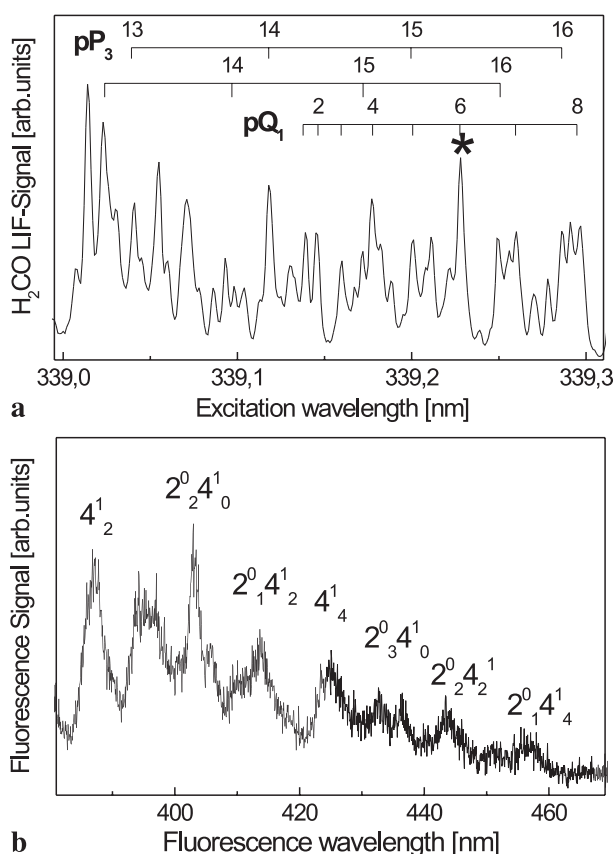 13 14 15 16
pP₃
14 15 16
pQ₁ 2 4 6 8
*
H₂CO LIF-Signal [arb.units]
339,0 339,1 339,2 339,3
a Excitation wavelength [nm]
2⁰₂4¹₀
4¹₂
2⁰₁4¹₂
4¹₄
2⁰₃4¹₀
2⁰₂4₂¹
2⁰₁4¹₄
Fluorescence Signal [arb.units]
400 420 440 460
b Fluorescence wavelength [nm]